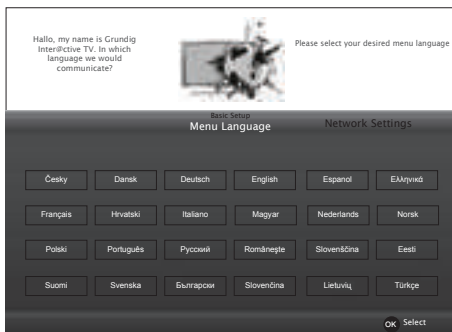 Hallo, my name is Grundig
Inter@ctive TV. In which
language we would
communicate?
Please select your desired menu language
Basic Setup
Menu Language
Network Settings
Česky Dansk Deutsch English Espanol Ελληνικά
Français Hrvatski Italiano Magyar Nederlands Norsk
Polski Português Русский Românește Slovenščina Eesti
Suomi Svenska Български Slovenčina Lietuvių Türkçe
OK Select